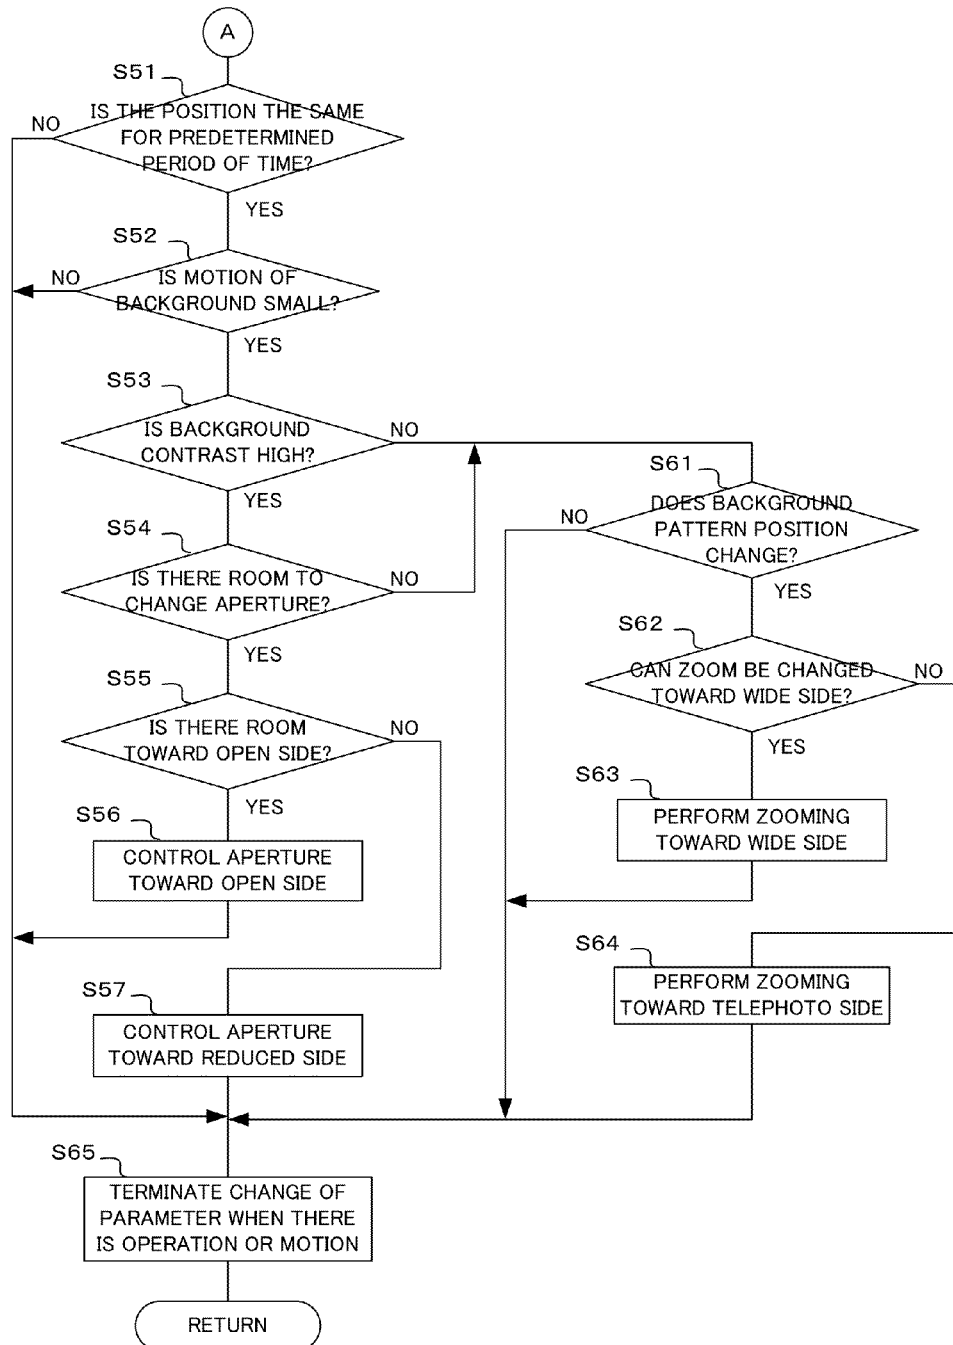 A
S51
IS THE POSITION THE SAME
FOR PREDETERMINED
PERIOD OF TIME?
NO
YES
S52
IS MOTION OF
BACKGROUND SMALL?
NO
YES
S53
IS BACKGROUND
CONTRAST HIGH?
NO
YES
S54
IS THERE ROOM TO
CHANGE APERTURE?
NO
YES
S55
IS THERE ROOM
TOWARD OPEN SIDE?
NO
YES
S56
CONTROL APERTURE
TOWARD OPEN SIDE
S57
CONTROL APERTURE
TOWARD REDUCED SIDE
S61
DOES BACKGROUND
PATTERN POSITION
CHANGE?
NO
YES
S62
CAN ZOOM BE CHANGED
TOWARD WIDE SIDE?
NO
YES
S63
PERFORM ZOOMING
TOWARD WIDE SIDE
S64
PERFORM ZOOMING
TOWARD TELEPHOTO SIDE
S65
TERMINATE CHANGE OF
PARAMETER WHEN THERE
IS OPERATION OR MOTION
RETURN